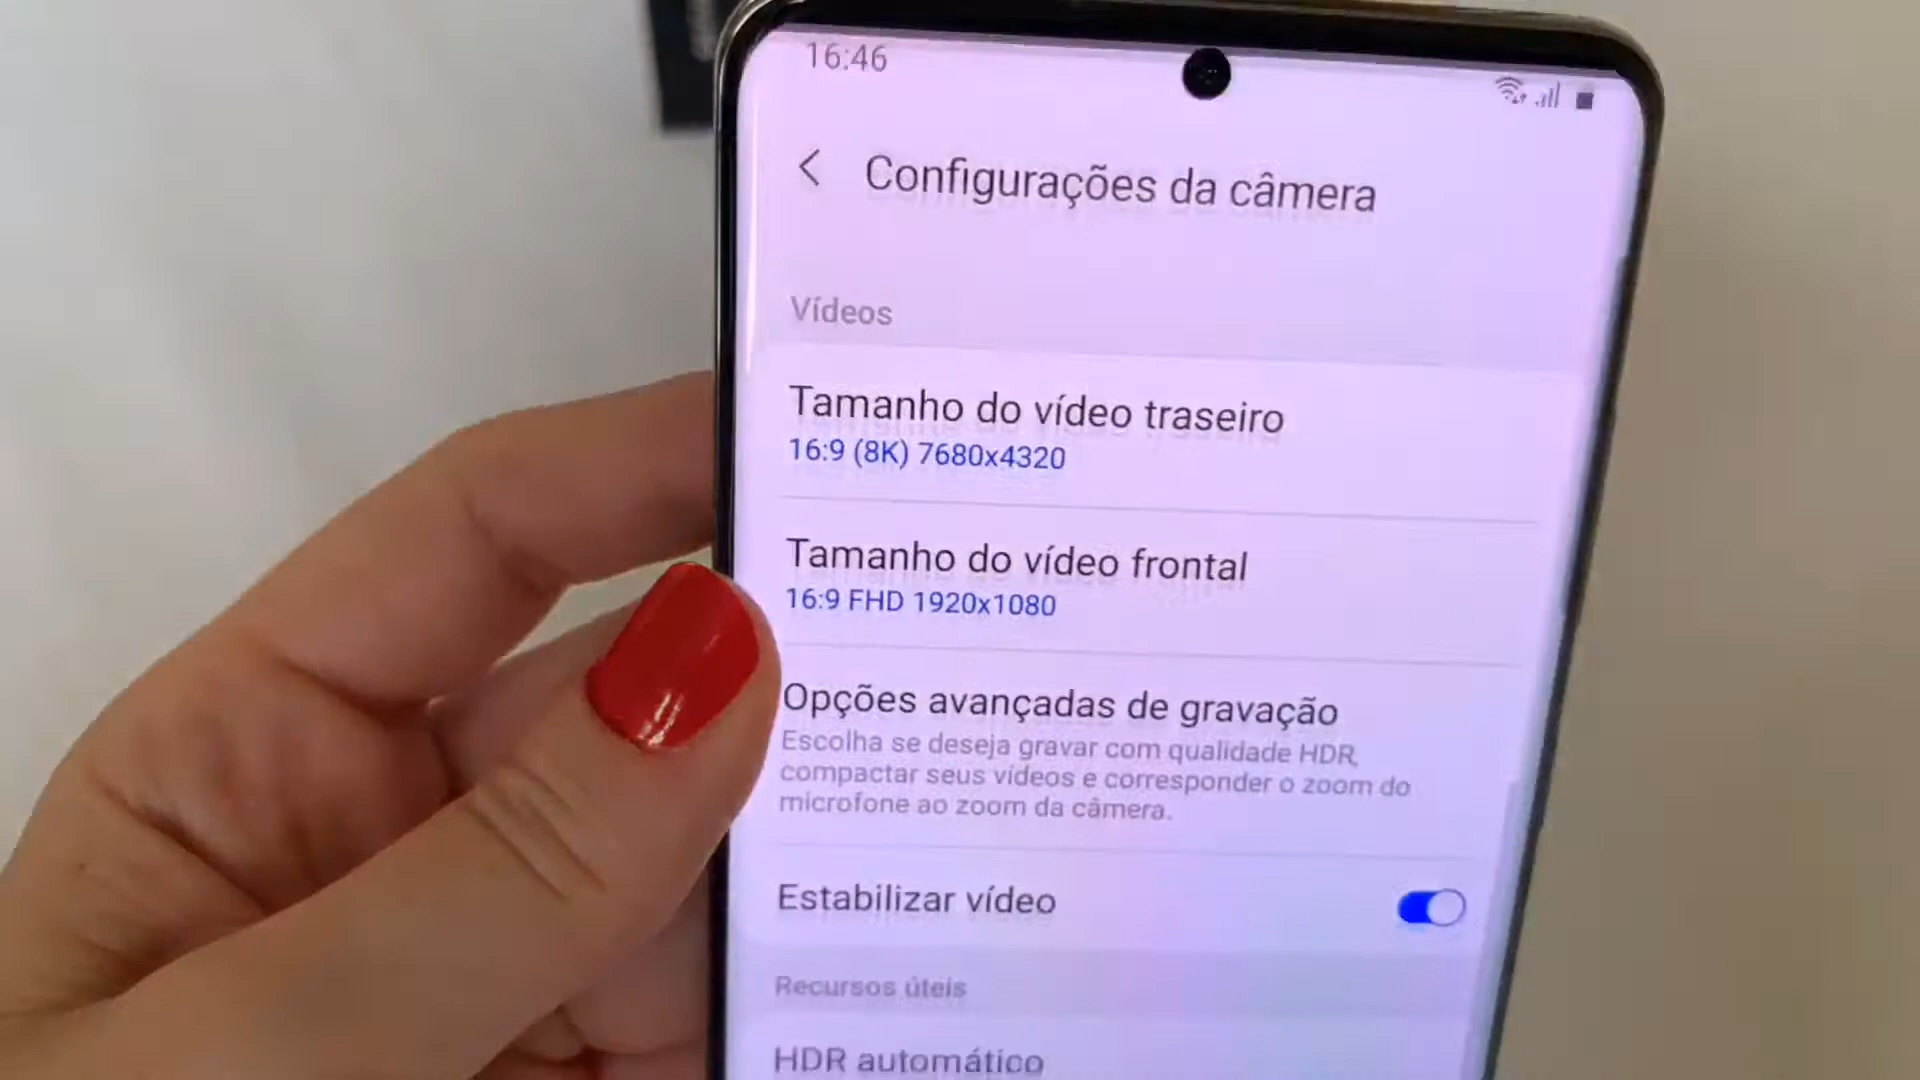 16:46
Configurações da câmera
Vídeos
Tamanho do vídeo traseiro
16:9 (8K) 7680x4320
Tamanho do vídeo frontal
16:9 FHD 1920x1080
Opções avançadas de gravação
Escolha se deseja gravar com qualidade HDR,
compactar seus vídeos e corresponder o zoom do
microfone ao zoom da câmera.
Estabilizar vídeo
Recursos úteis
HDR automático